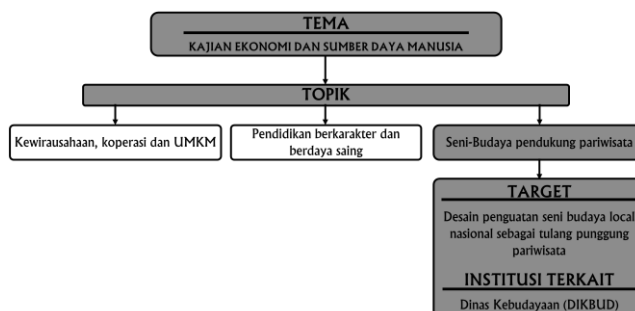 TEMA
KAJIAN EKONOMI DAN SUMBER DAYA MANUSIA
TOPIK
Kewirausahaan, koperasi dan UMKM
Pendidikan berkarakter dan
berdaya saing
Seni-Budaya pendukung pariwisata
TARGET
Desain penguatan seni budaya local
nasional sebagai tulang punggung
pariwisata
INSTITUSI TERKAIT
Dinas Kebudayaan (DIKBUD)